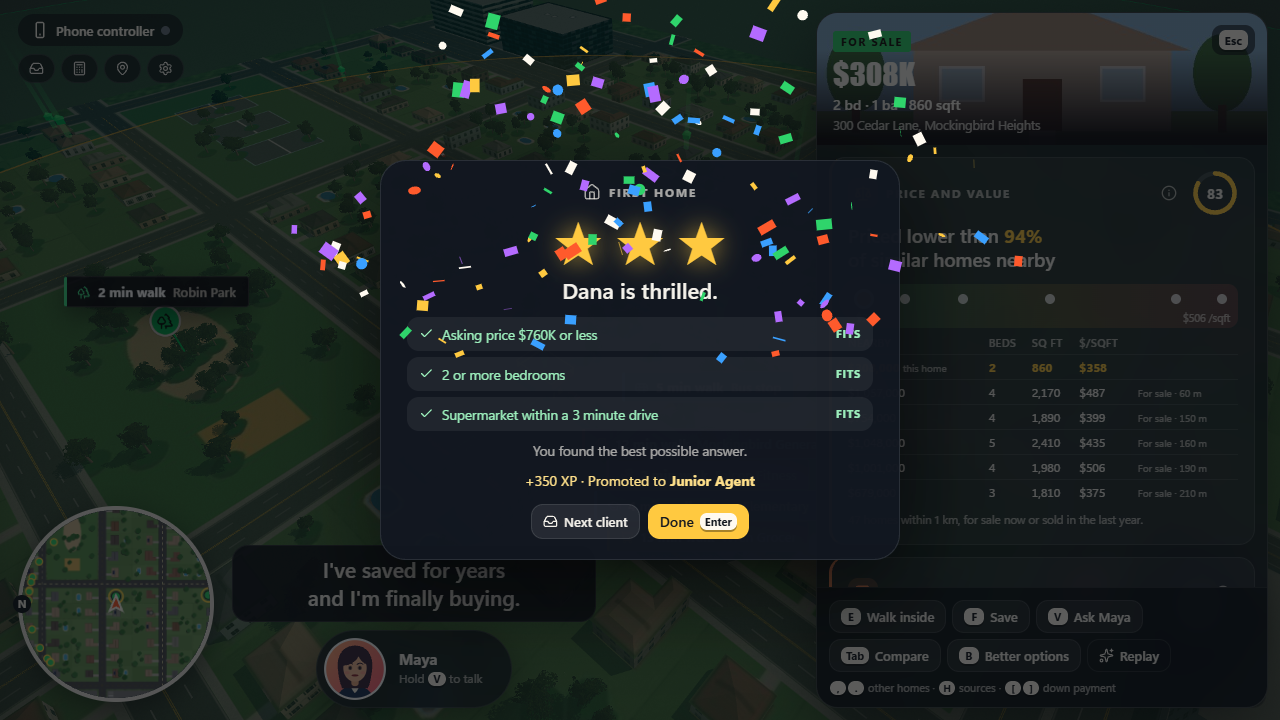 Phone controller
FOR SALE
Esc
$308K
2 bd · 1 ba · 860 sqft
300 Cedar Lane, Mockingbird Heights
PRICE AND VALUE
83
lower than 94%
similar homes nearby
$506 /sqft
BEDS SQ FT $/SQFT
this home 2 860 $358
4 2,170 $487 For sale · 60 m
4 1,890 $399 For sale · 150 m
5 2,410 $435 For sale · 160 m
4 1,980 $506 For sale · 190 m
3 1,810 $375 For sale · 210 m
within 1 km, for sale now or sold in the last year.
FIRST HOME
Dana is thrilled.
Asking price $760K or less FITS
2 or more bedrooms FITS
Supermarket within a 3 minute drive FITS
You found the best possible answer.
+350 XP · Promoted to Junior Agent
Next client
Done Enter
2 min walk Robin Park
N
I've saved for years
and I'm finally buying.
Maya
Hold V to talk
E Walk inside
F Save
V Ask Maya
Tab Compare
B Better options
Replay
, . other homes · H sources · [ ] down payment